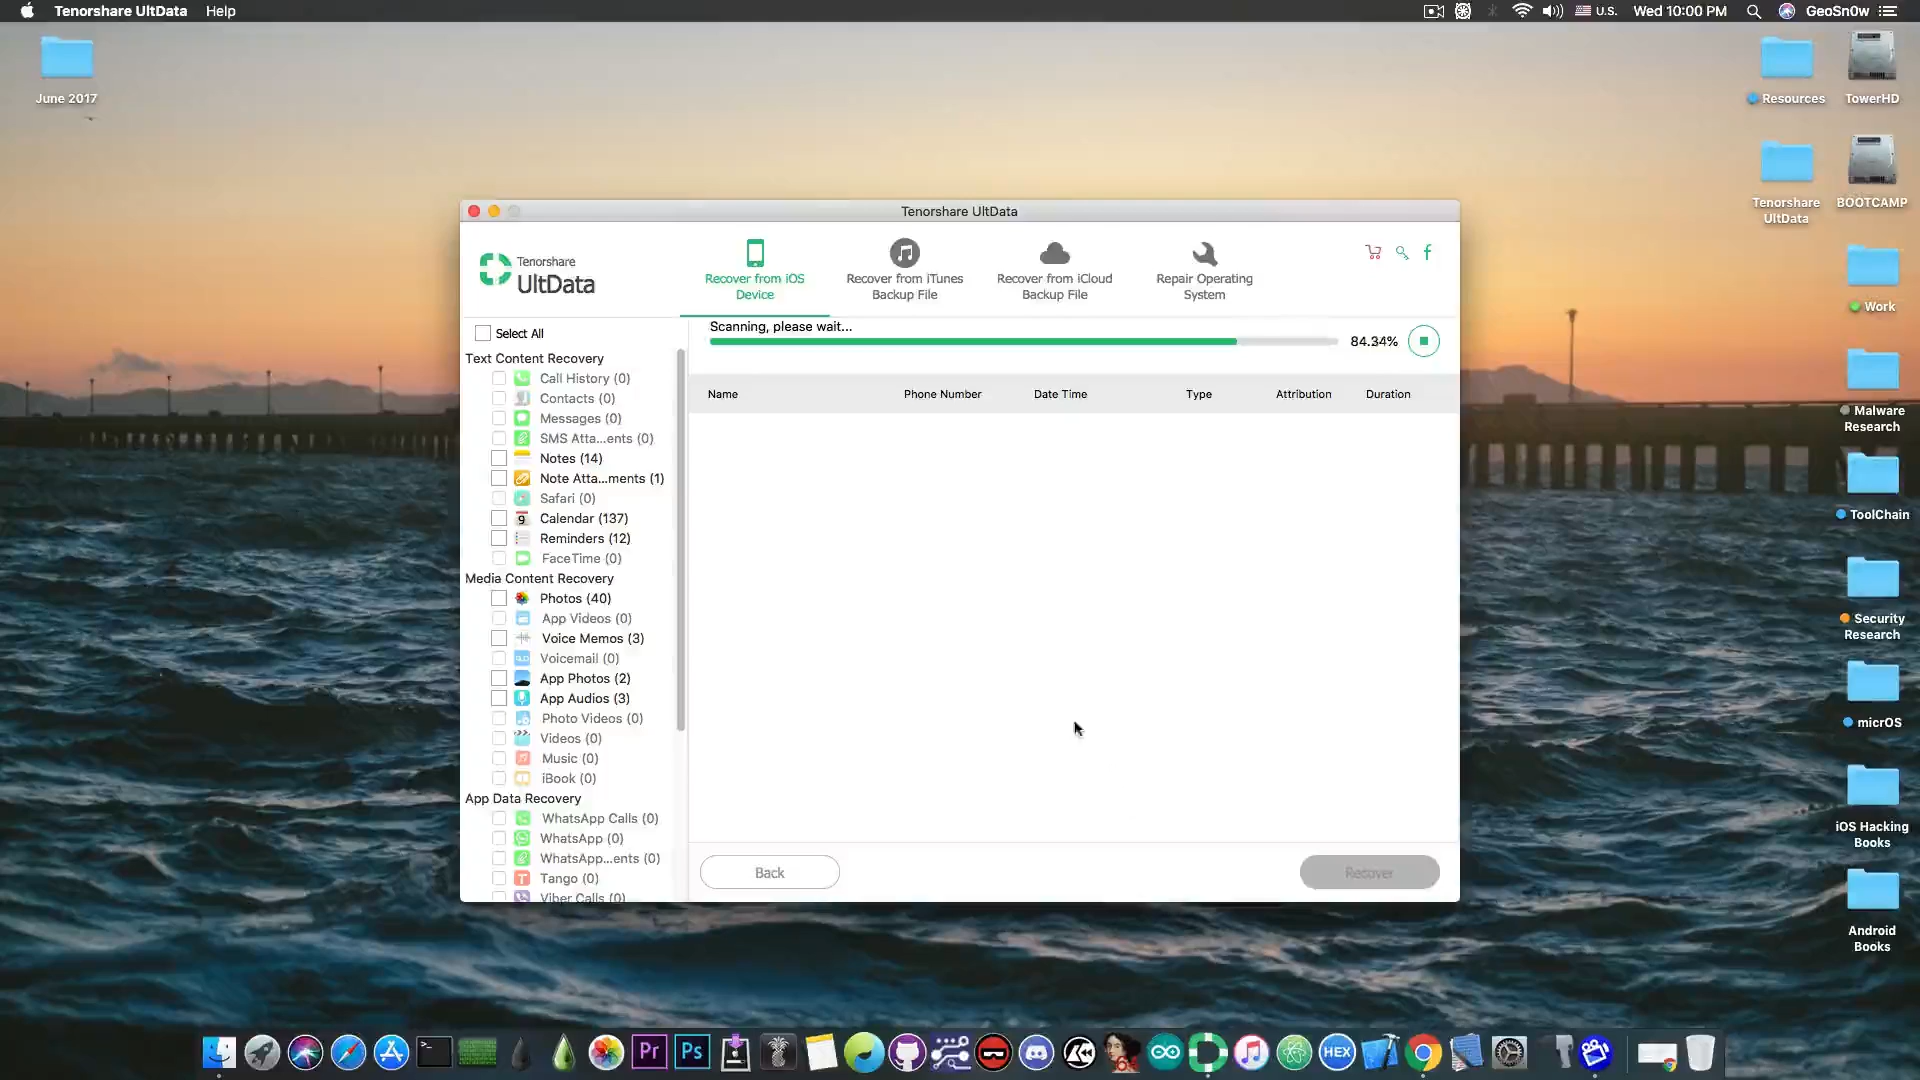 Tenorshare UltData Help U.S. Wed 10:00 PM GeoSn0w
June 2017
Resources
TowerHD
Tenorshare
UltData
BOOTCAMP
Work
Malware
Research
ToolChain
Security
Research
micrOS
iOS Hacking
Books
Android
Books
Tenorshare UltData
Tenorshare
UltData
Recover from iOS
Device
Recover from iTunes
Backup File
Recover from iCloud
Backup File
Repair Operating
System
Select All
Text Content Recovery
Call History (0)
Contacts (0)
Messages (0)
SMS Atta...ents (0)
Notes (14)
Note Atta...ments (1)
Safari (0)
9 Calendar (137)
Reminders (12)
FaceTime (0)
Media Content Recovery
Photos (40)
App Videos (0)
Voice Memos (3)
Voicemail (0)
App Photos (2)
App Audios (3)
Photo Videos (0)
Videos (0)
Music (0)
iBook (0)
App Data Recovery
WhatsApp Calls (0)
WhatsApp (0)
WhatsApp...ents (0)
Tango (0)
Viber Calls (0)
Scanning, please wait...
84.34%
Name Phone Number Date Time Type Attribution Duration
Back
Recover
Pr Ps HEX